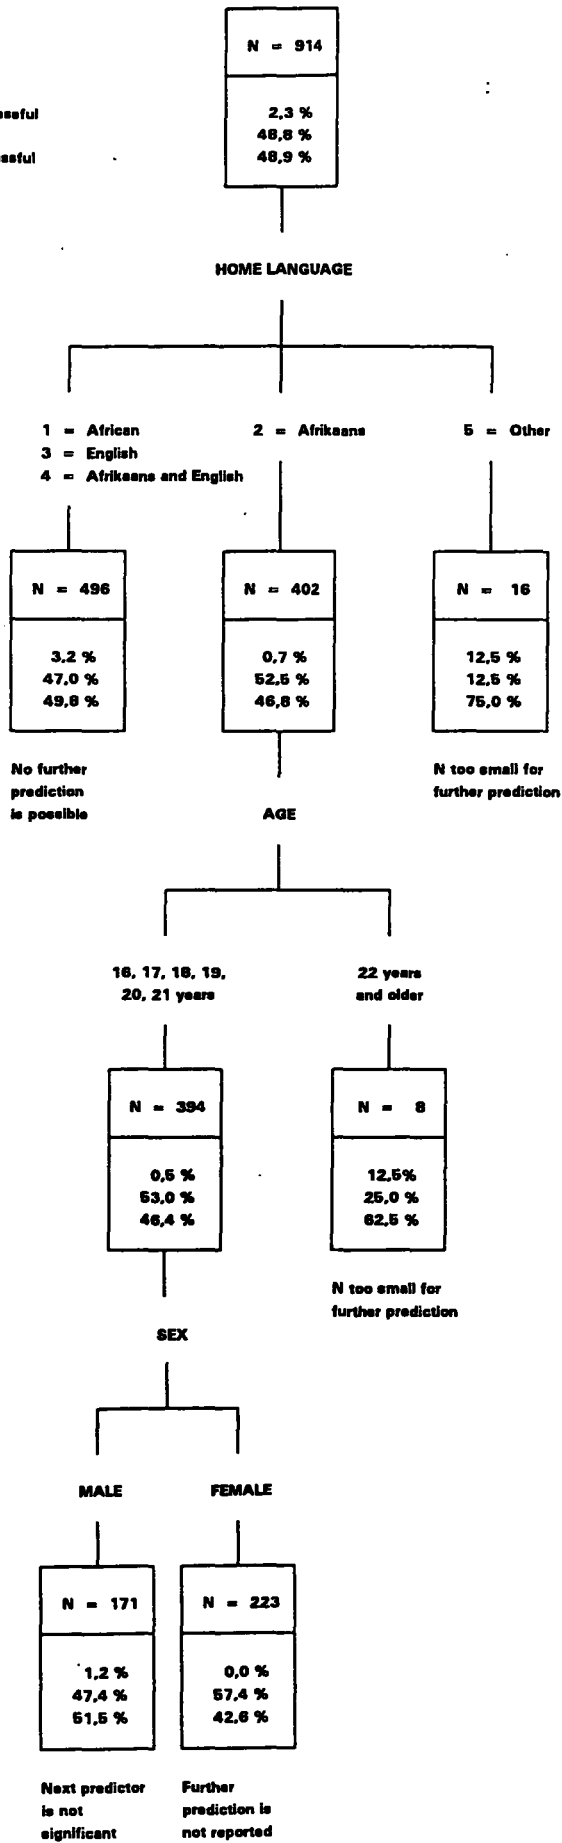 N = 914
2,3 %
48,8 %
48,9 %
HOME LANGUAGE
1 = African
3 = English
4 = Afrikaans and English
2 = Afrikaans
5 = Other
N = 496
3,2 %
47,0 %
49,8 %
N = 402
0,7 %
52,5 %
46,8 %
N = 16
12,5 %
12,5 %
75,0 %
No further
prediction
is possible
N too small for
further prediction
AGE
16, 17, 18, 19,
20, 21 years
22 years
and older
N = 394
0,5 %
53,0 %
46,4 %
N = 8
12,5%
25,0 %
62,5 %
N too small for
further prediction
SEX
MALE
FEMALE
N = 171
1,2 %
47,4 %
51,5 %
N = 223
0,0 %
57,4 %
42,6 %
Next predictor
is not
significant
Further
prediction is
not reported